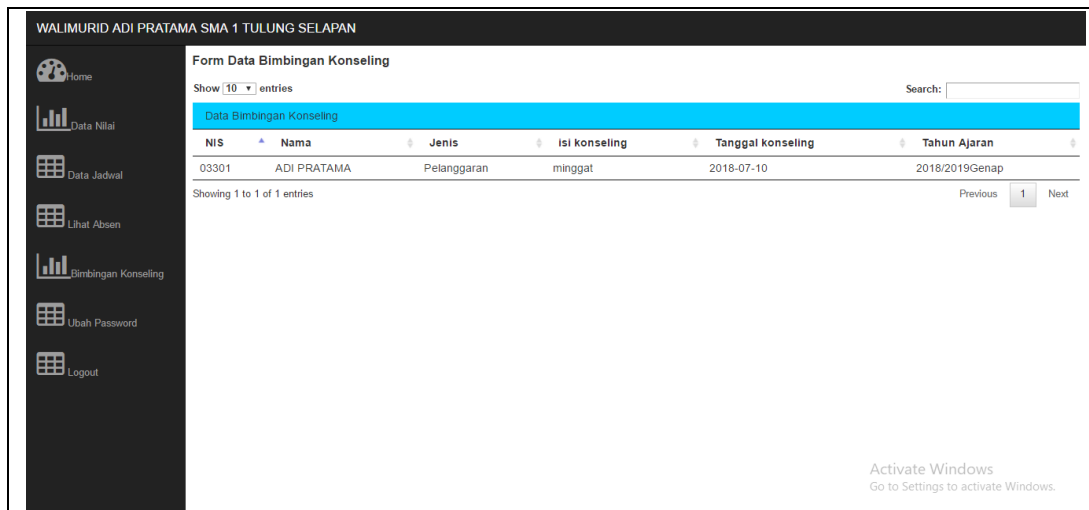 WALIMURID ADI PRATAMA SMA 1 TULUNG SELAPAN
Home
Data Nilai
Data Jadwal
Lihat Absen
Bimbingan Konseling
Ubah Password
Logout
Form Data Bimbingan Konseling
Show 10 entries Search:
Data Bimbingan Konseling
NIS Nama Jenis isi konseling Tanggal konseling Tahun Ajaran
03301 ADI PRATAMA Pelanggaran minggat 2018-07-10 2018/2019Genap
Showing 1 to 1 of 1 entries Previous 1 Next
Activate Windows
Go to Settings to activate Windows.